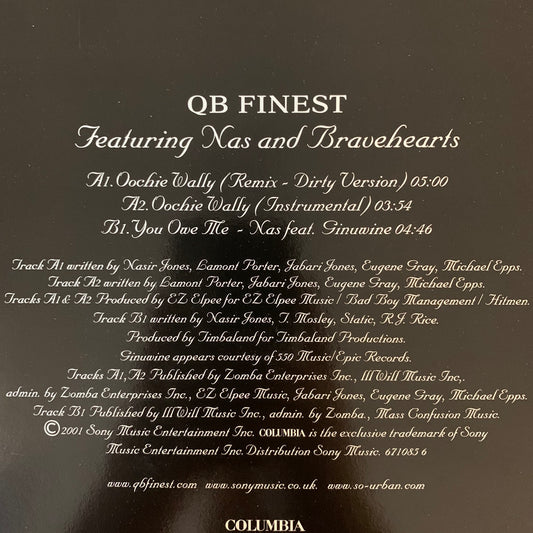 QB FINEST
Featuring Nas and Bravehearts
A1. Oochie Wally (Remix - Dirty Version) 05:00
A2. Oochie Wally (Instrumental) 03:54
B1. You Owe Me - Nas feat. Ginuwine 04:46
Track A1 written by Nasir Jones, Lamont Porter, Jabari Jones, Eugene Gray, Michael Epps.
Track A2 written by Lamont Porter, Jabari Jones, Eugene Gray, Michael Epps.
Tracks A1 & A2 Produced by EZ Elpee for EZ Elpee Music / Bad Boy Management / Hitmen.
Track B1 written by Nasir Jones, T. Mosley, Static, R.J. Rice.
Produced by Timbaland for Timbaland Productions.
Ginuwine appears courtesy of 550 Music/Epic Records.
Tracks A1,A2 Published by Zomba Enterprises Inc., Ill Will Music Inc,.
admin. by Zomba Enterprises Inc., EZ Elpee Music, Jabari Jones, Eugene Gray, Michael Epps.
Track B1 Published by Ill Will Music Inc., admin. by Zomba., Mass Confusion Music.
©2001 Sony Music Entertainment Inc. COLUMBIA is the exclusive trademark of Sony
Music Entertainment Inc. Distribution Sony Music. 671083 6
www.qbfinest.com www.sonymusic.co.uk. www.so-urban.com
COLUMBIA